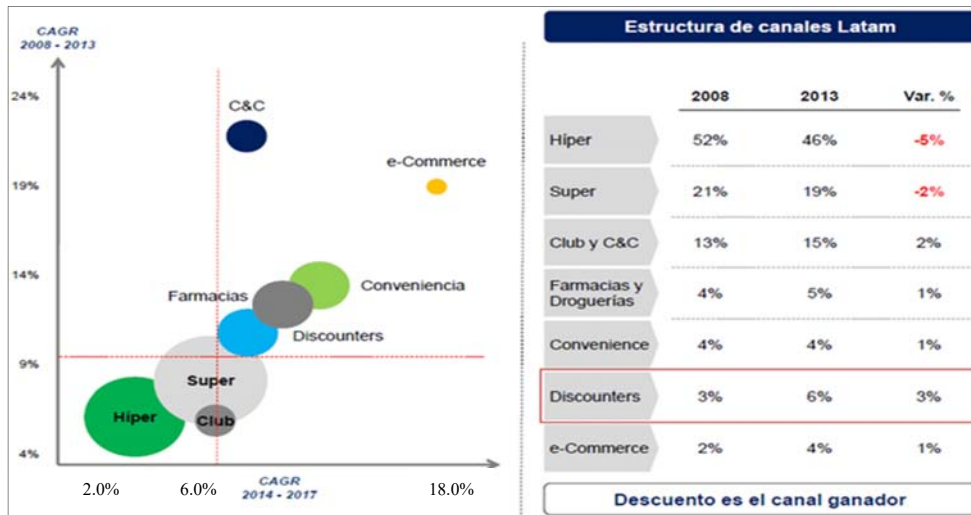 CAGR
2008 - 2013
24%
19%
14%
9%
4%
C&C
e-Commerce
Conveniencia
Farmacias
Discounters
Super
Híper
Club
2.0%
6.0%
18.0%
CAGR
2014 - 2017
Estructura de canales Latam
2008 2013 Var. %
Híper 52% 46% -5%
Super 21% 19% -2%
Club y C&C 13% 15% 2%
Farmacias y
Droguerías 4% 5% 1%
Convenience 4% 4% 1%
Discounters 3% 6% 3%
e-Commerce 2% 4% 1%
Descuento es el canal ganador